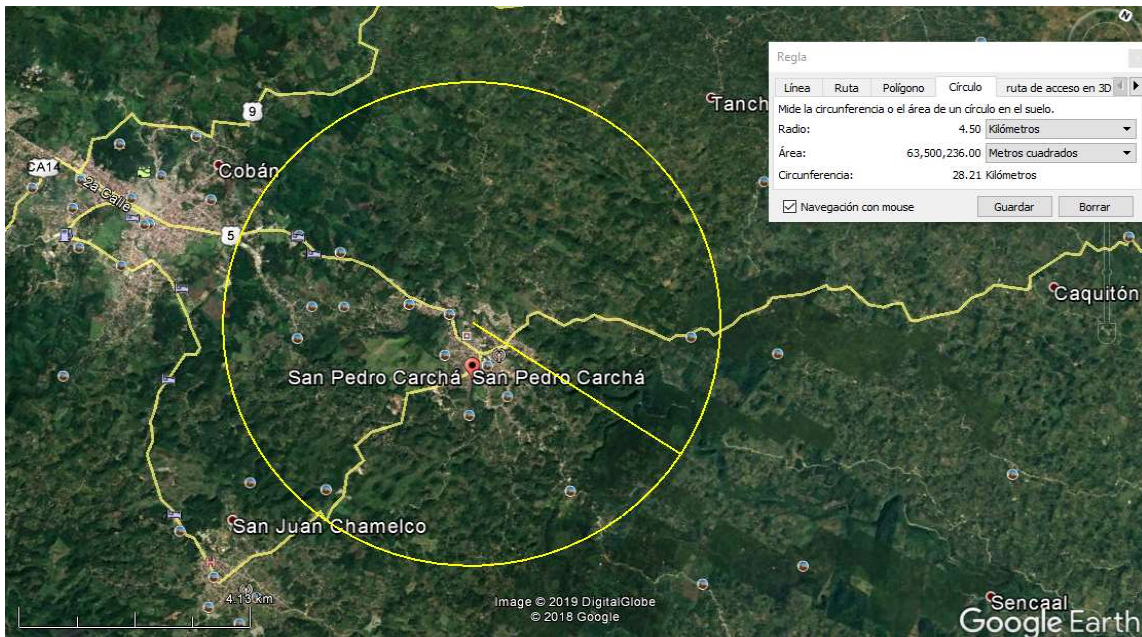 N
Regla
Línea Ruta Polígono Círculo ruta de acceso en 3D
Mide la circunferencia o el área de un círculo en el suelo.
Radio: 4.50 Kilómetros
Área: 63,500,236.00 Metros cuadrados
Circunferencia: 28.21 Kilómetros
Navegación con mouse Guardar Borrar
Tanch
9
CA14
Cobán
2a Calle
5
Caquitón
San Pedro Carchá San Pedro Carchá
San Juan Chamelco
4.13 km
Image © 2019 DigitalGlobe
© 2018 Google
Sencaal
Google Earth